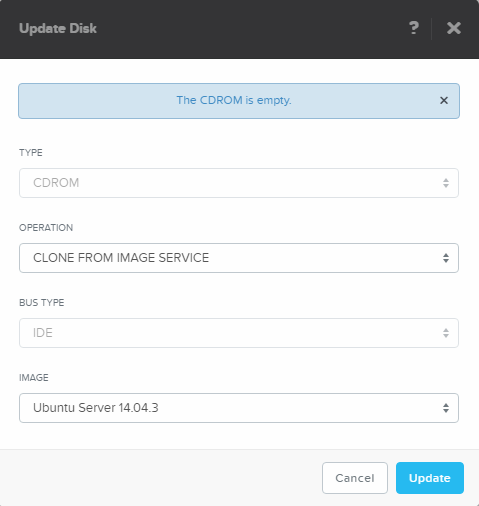 Update Disk
?
The CDROM is empty.
TYPE
CDROM
OPERATION
CLONE FROM IMAGE SERVICE
BUS TYPE
IDE
IMAGE
Ubuntu Server 14.04.3
Cancel Update